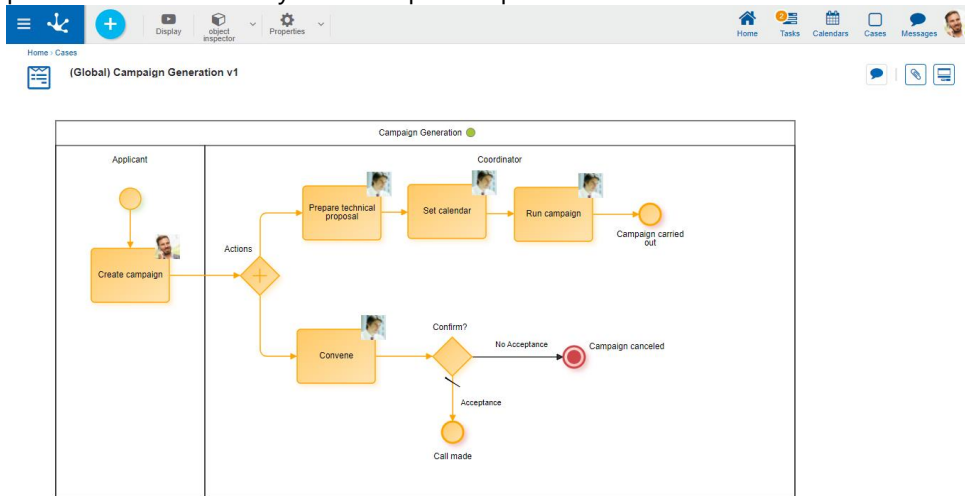 Display
object
inspector
Properties
Home
2
Tasks
Calendars
Cases
Messages
Home › Cases
(Global) Campaign Generation v1
Campaign Generation
Applicant
Coordinator
Prepare technical
proposal
Set calendar
Run campaign
Campaign carried
out
Actions
Create campaign
Confirm?
Convene
No Acceptance
Campaign canceled
Acceptance
Call made